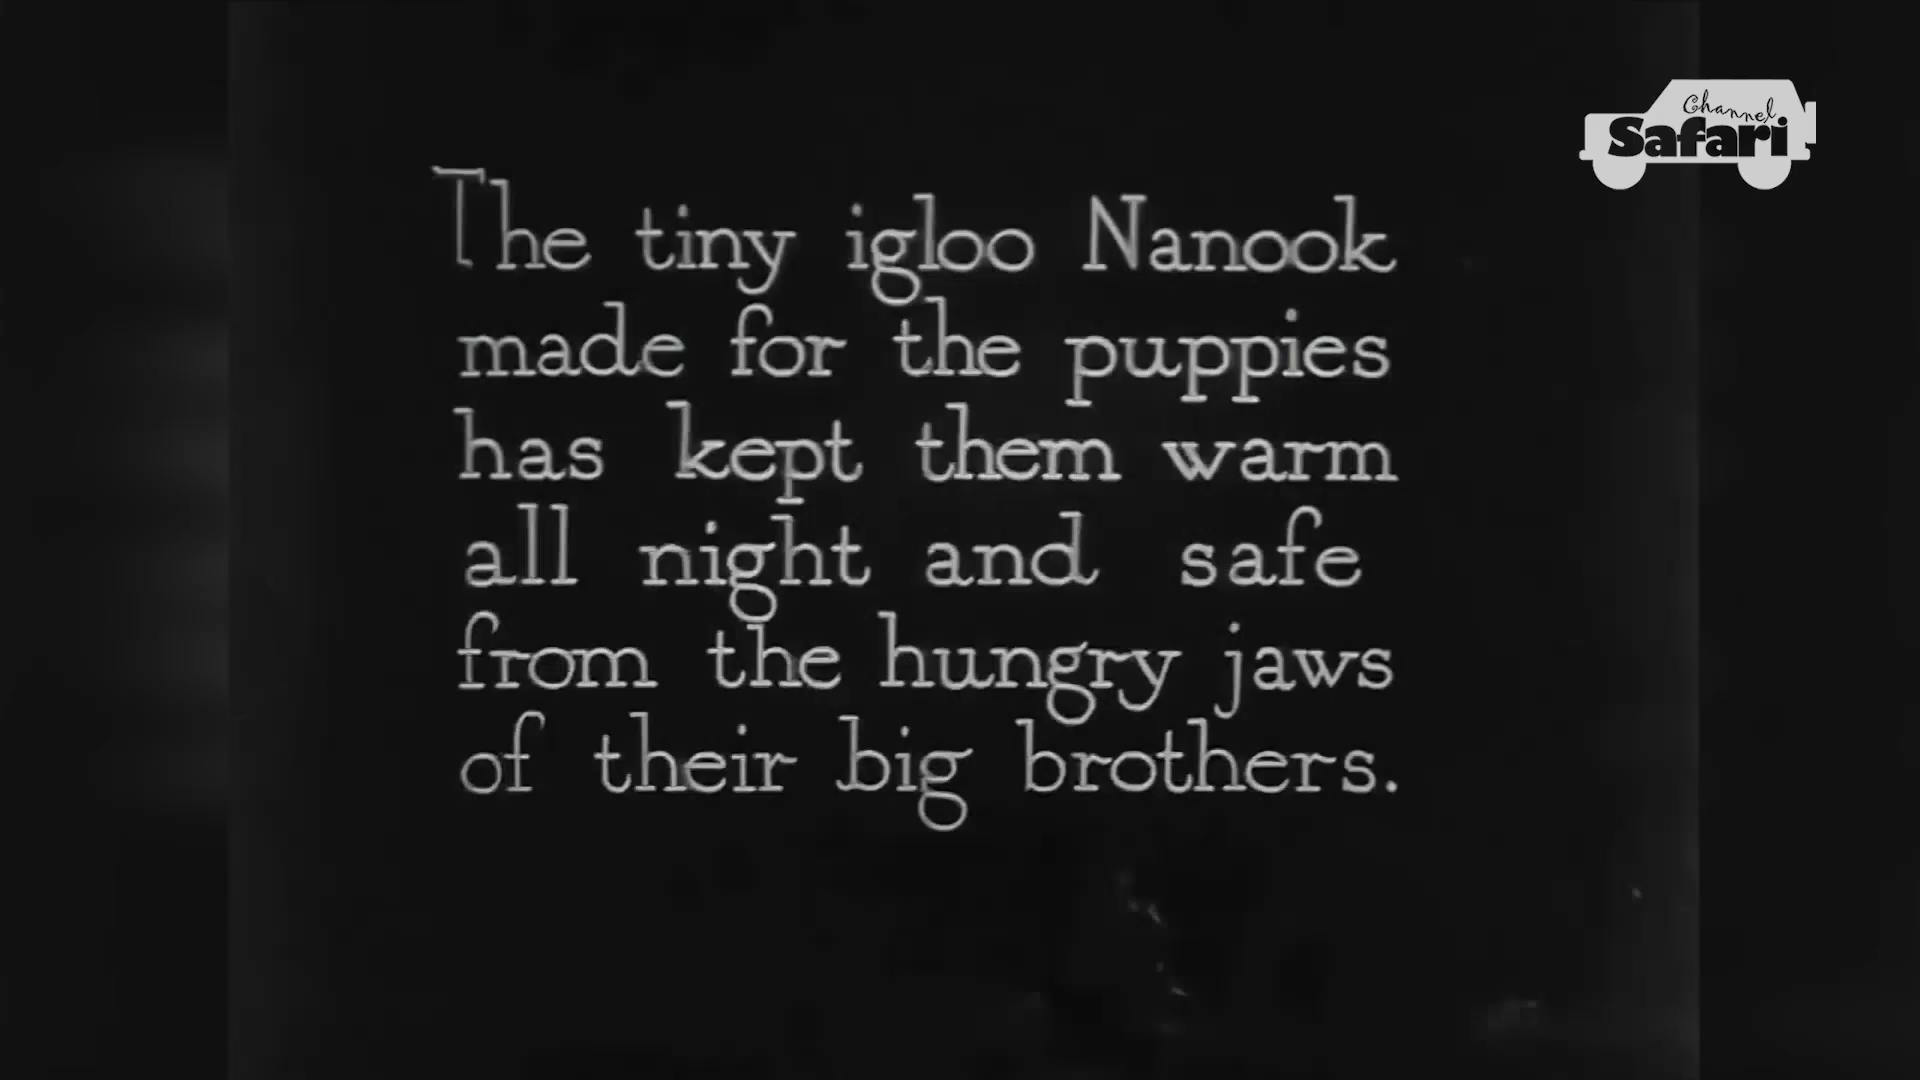 Channel
Safari
The tiny igloo Nanook
made for the puppies
has kept them warm
all night and safe
from the hungry jaws
of their big brothers.